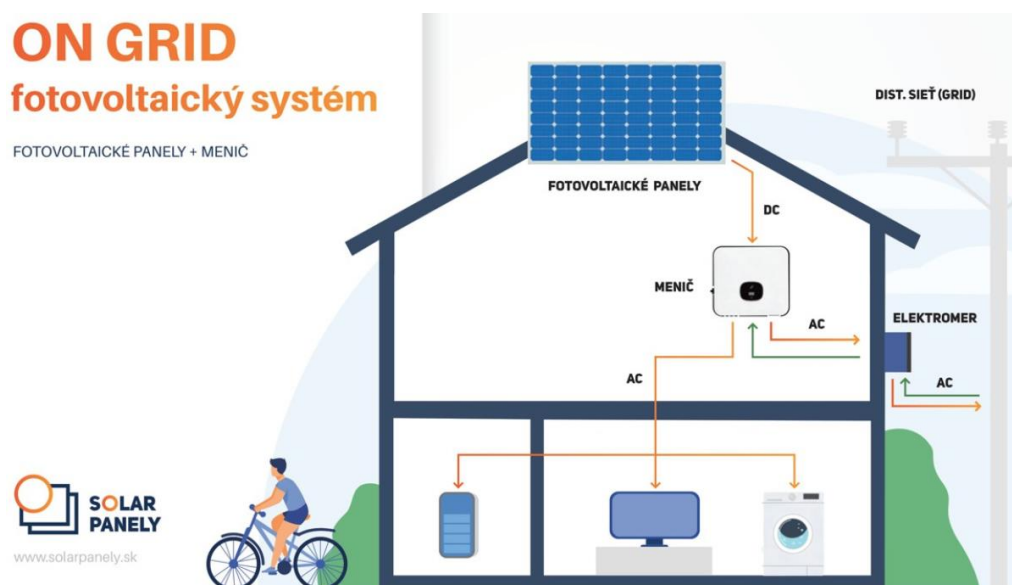 ON GRID
fotovoltaický systém
FOTOVOLTAICKÉ PANELY + MENIČ
DIST. SIEŤ (GRID)
FOTOVOLTAICKÉ PANELY
DC
MENIČ
AC
ELEKTROMER
AC
AC
SOLAR
PANELY
www.solarpanely.sk